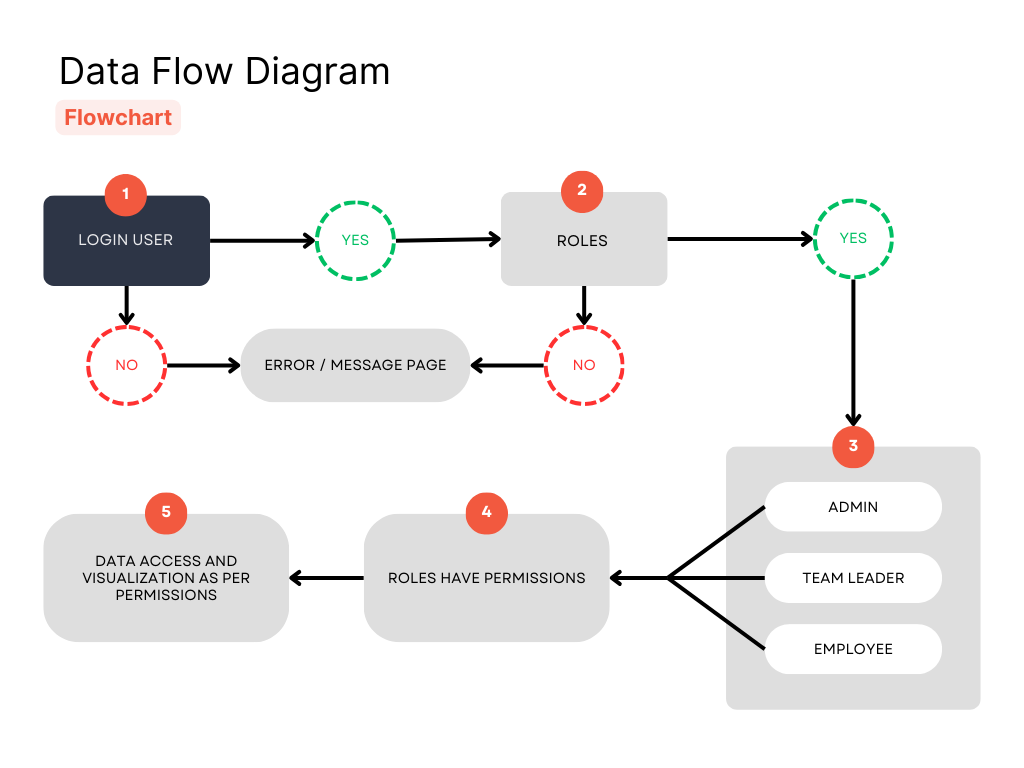 Data Flow Diagram
Flowchart
1
LOGIN USER
YES
2
ROLES
YES
NO
ERROR / MESSAGE PAGE
NO
3
ADMIN
TEAM LEADER
EMPLOYEE
4
ROLES HAVE PERMISSIONS
5
DATA ACCESS AND
VISUALIZATION AS PER
PERMISSIONS